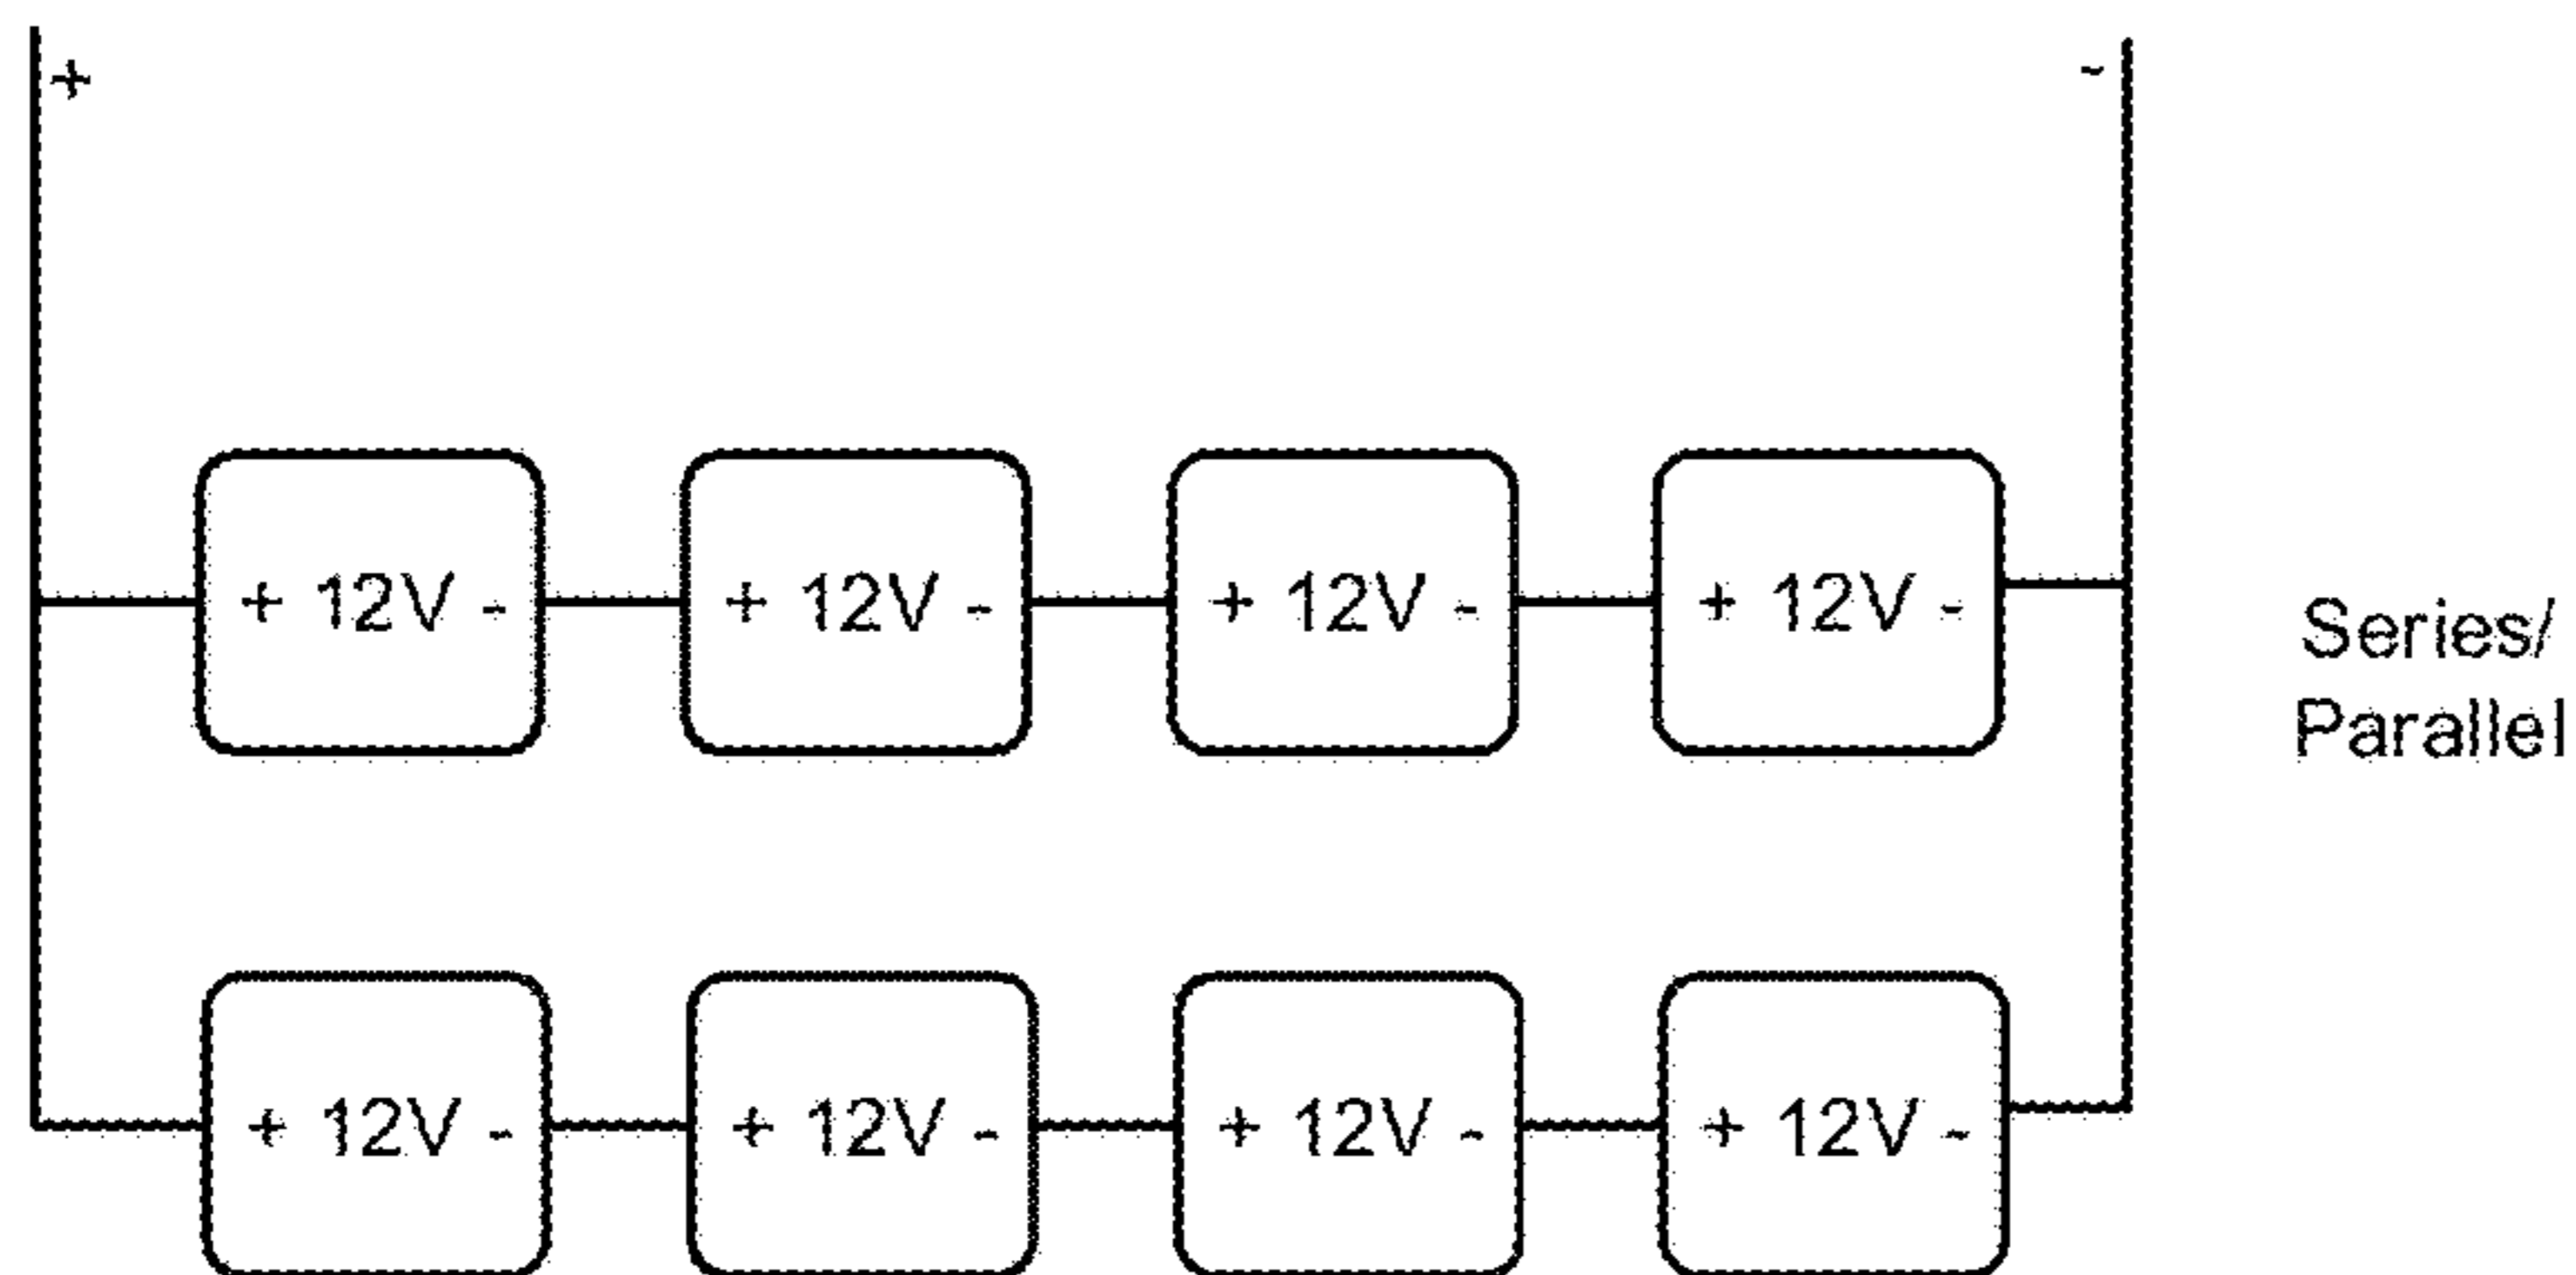 + -
+ 12V - + 12V - + 12V - + 12V -
Series/
Parallel
+ 12V - + 12V - + 12V - + 12V -